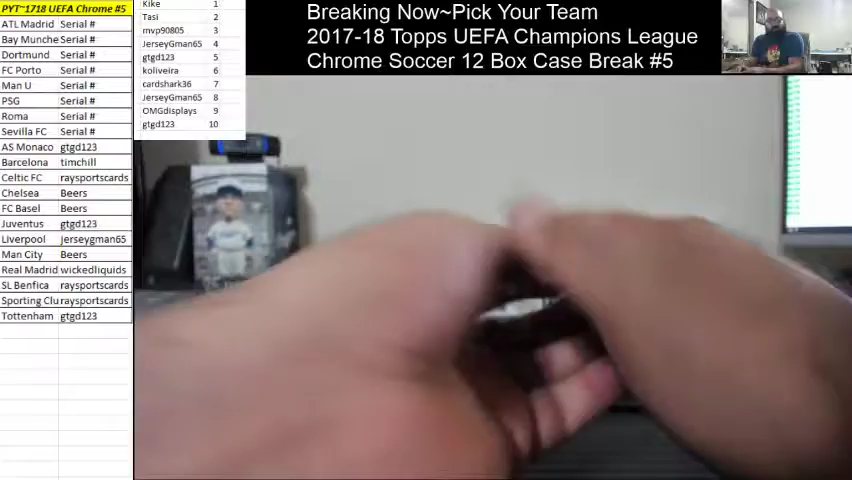 PYT~1718 UEFA Chrome #5
ATL Madrid Serial #
Bay Munche Serial #
Dortmund Serial #
FC Porto Serial #
Man U Serial #
PSG Serial #
Roma Serial #
Sevilla FC Serial #
AS Monaco gtgd123
Barcelona timchill
Celtic FC raysportscards
Chelsea Beers
FC Basel Beers
Juventus gtgd123
Liverpool jerseygman65
Man City Beers
Real Madrid wickedliquids
SL Benfica raysportscards
Sporting Clu raysportscards
Tottenham gtgd123
Kike 1
Tasi 2
mvp90805 3
JerseyGman65 4
gtgd123 5
koliveira 6
cardshark36 7
JerseyGman65 8
OMGdisplays 9
gtgd123 10
Breaking Now~Pick Your Team
2017-18 Topps UEFA Champions League
Chrome Soccer 12 Box Case Break #5